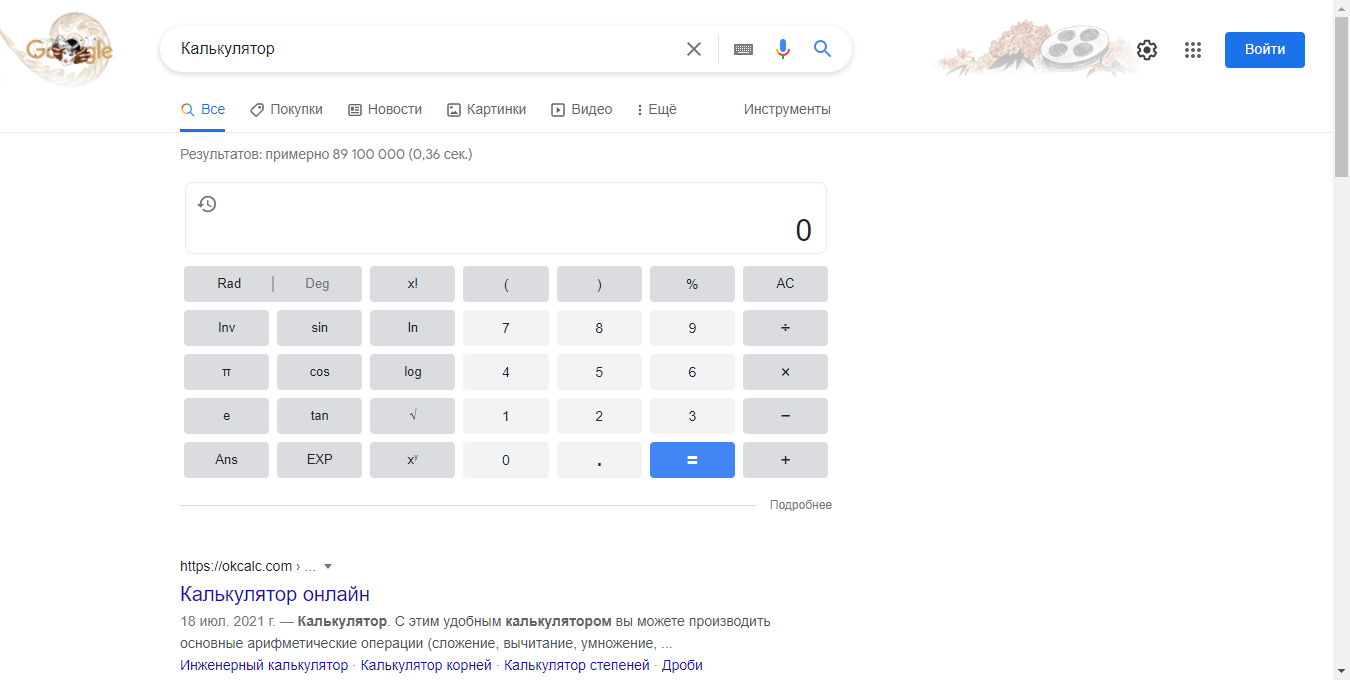 Google
Калькулятор
Войти
Все Покупки Новости Картинки Видео Ещё Инструменты
Результатов: примерно 89 100 000 (0,36 сек.)
0
Rad | Deg x! ( ) % AC
Inv sin ln 7 8 9 ÷
π cos log 4 5 6 ×
e tan √ 1 2 3 −
Ans EXP xʸ 0 . = +
Подробнее
https://okcalc.com › ...
Калькулятор онлайн
18 июл. 2021 г. — Калькулятор. С этим удобным калькулятором вы можете производить
основные арифметические операции (сложение, вычитание, умножение, ...
Инженерный калькулятор · Калькулятор корней · Калькулятор степеней · Дроби